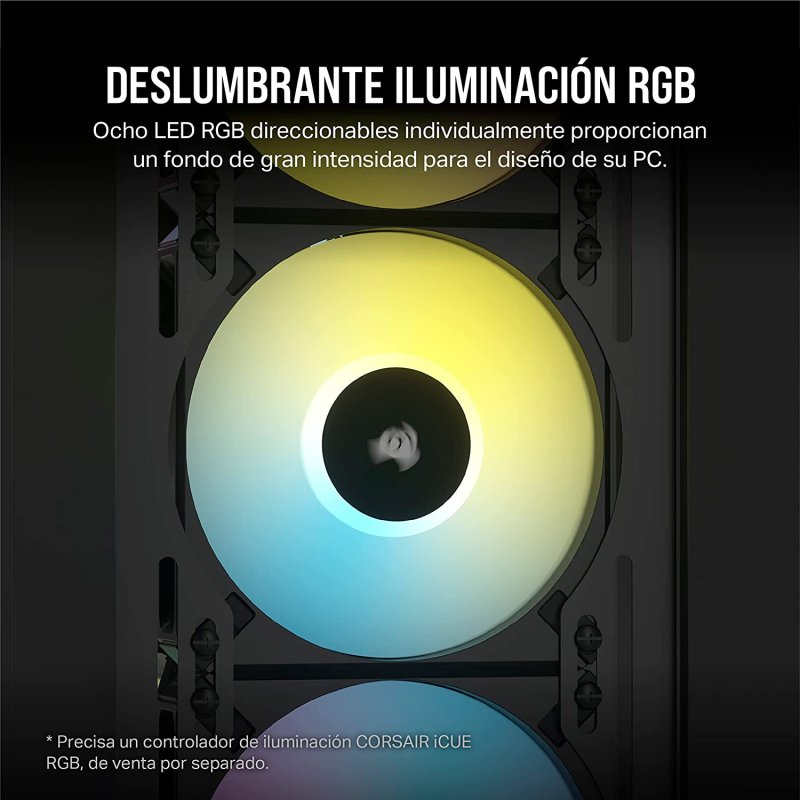 DESLUMBRANTE ILUMINACIÓN RGB
Ocho LED RGB direccionables individualmente proporcionan
un fondo de gran intensidad para el diseño de su PC.
* Precisa un controlador de iluminación CORSAIR iCUE
RGB, de venta por separado.